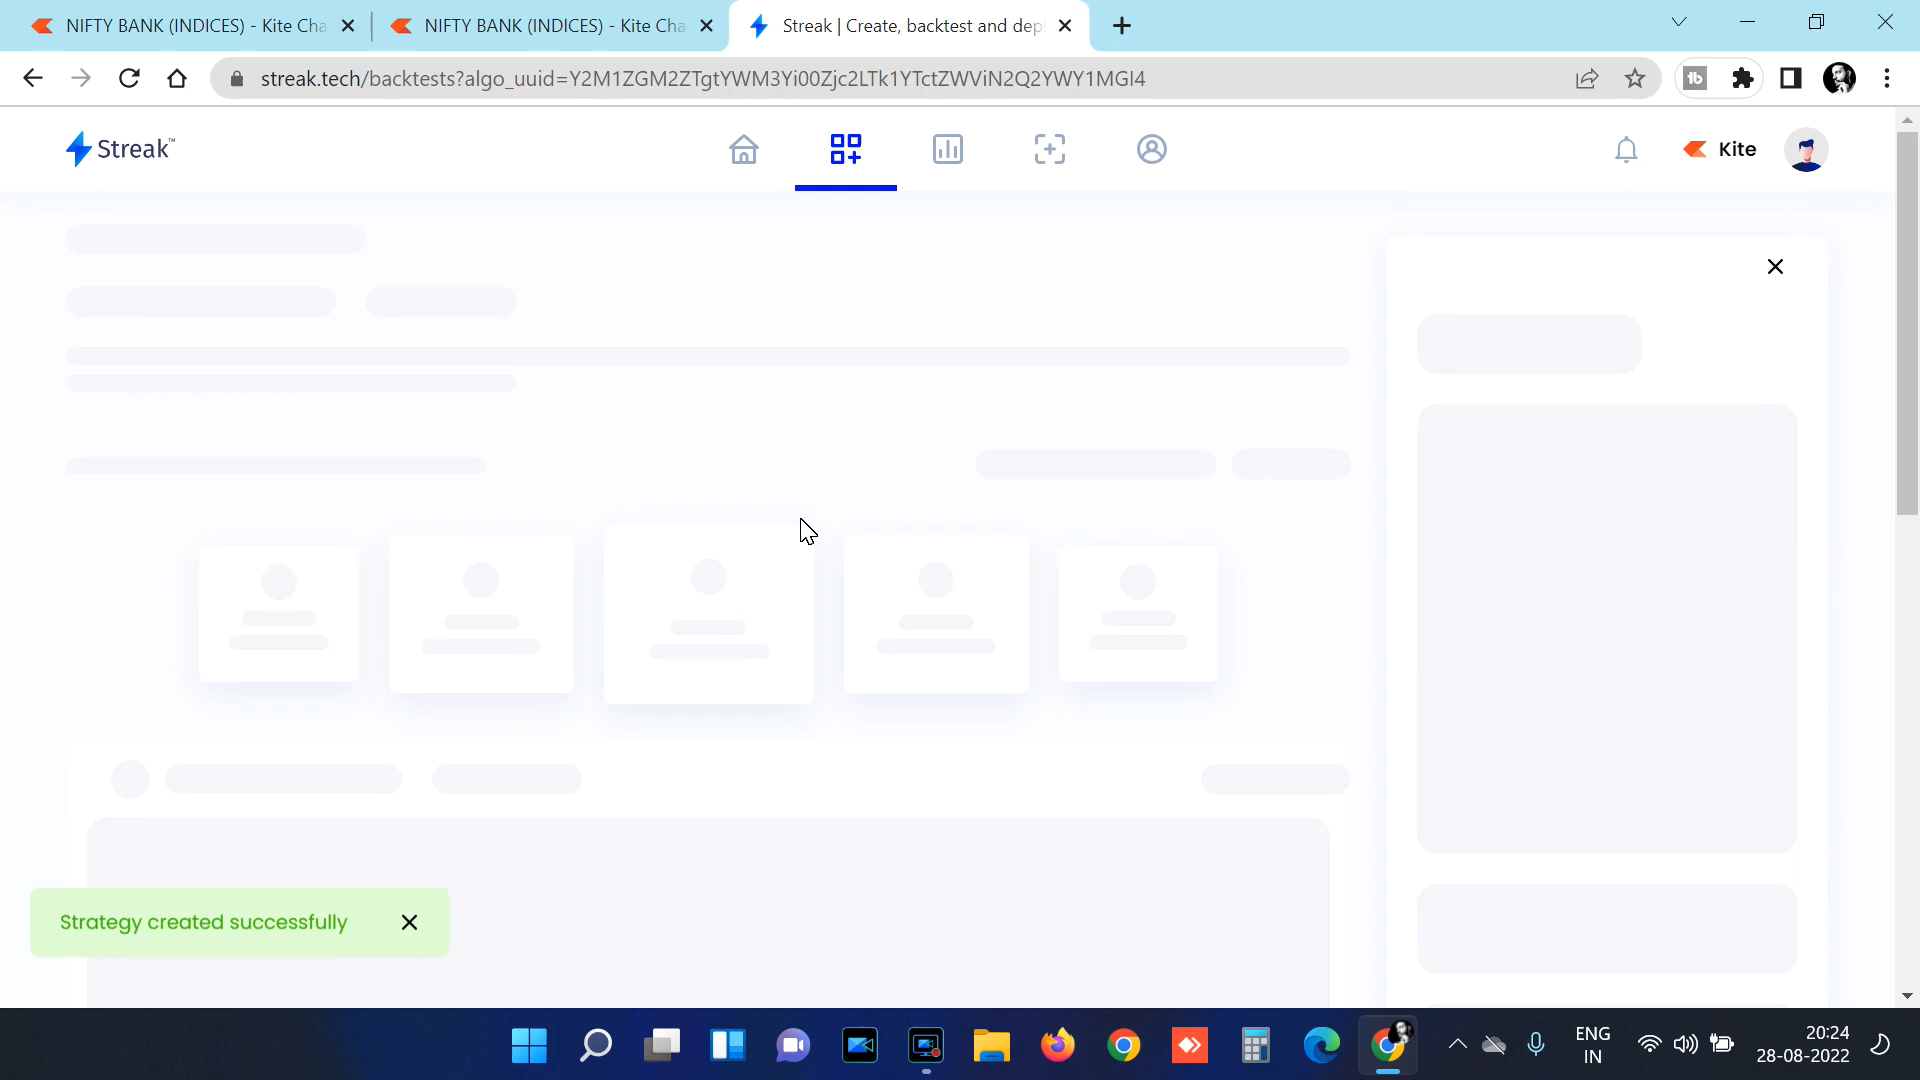 NIFTY BANK (INDICES) - Kite Cha
NIFTY BANK (INDICES) - Kite Cha
Streak | Create, backtest and dep
streak.tech/backtests?algo_uuid=Y2M1ZGM2ZTgtYWM3Yi00Zjc2LTk1YTctZWViN2Q2YWY1MGI4
Streak™
Kite
Strategy created successfully
ENG
IN
20:24
28-08-2022